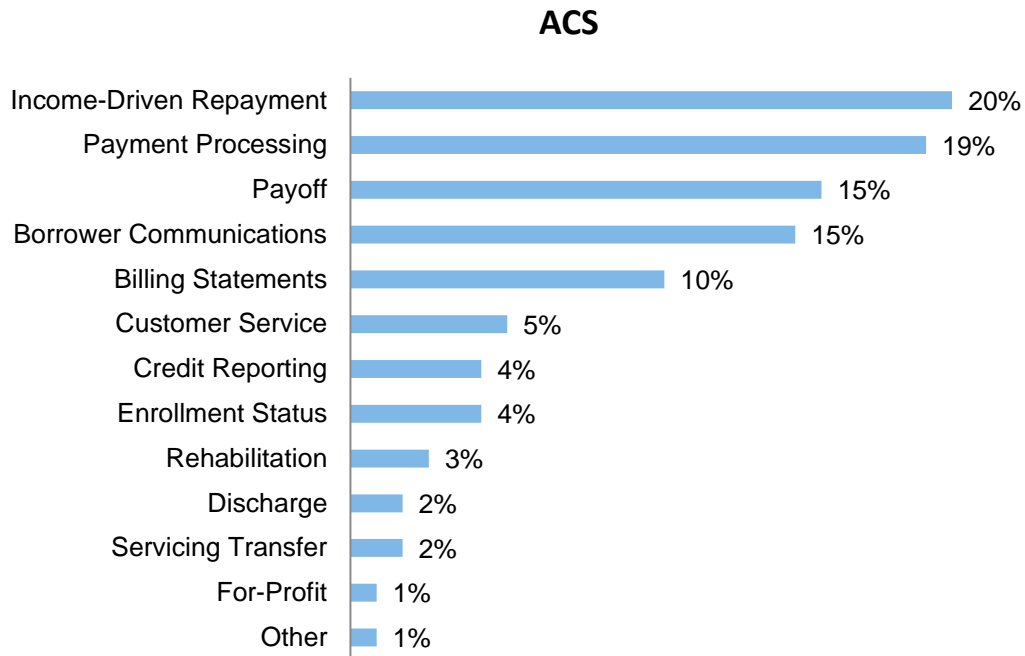 ACS
Income-Driven Repayment 20%
Payment Processing 19%
Payoff 15%
Borrower Communications 15%
Billing Statements 10%
Customer Service 5%
Credit Reporting 4%
Enrollment Status 4%
Rehabilitation 3%
Discharge 2%
Servicing Transfer 2%
For-Profit 1%
Other 1%